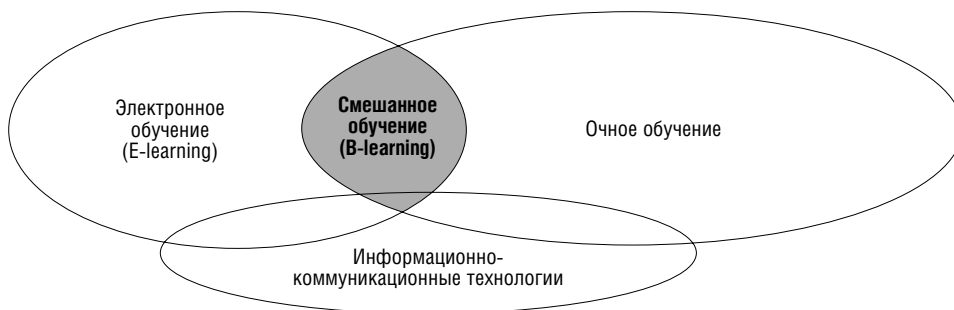 Электронное
обучение
(E-learning)
Смешанное
обучение
(B-learning)
Очное обучение
Информационно-
коммуникационные технологии